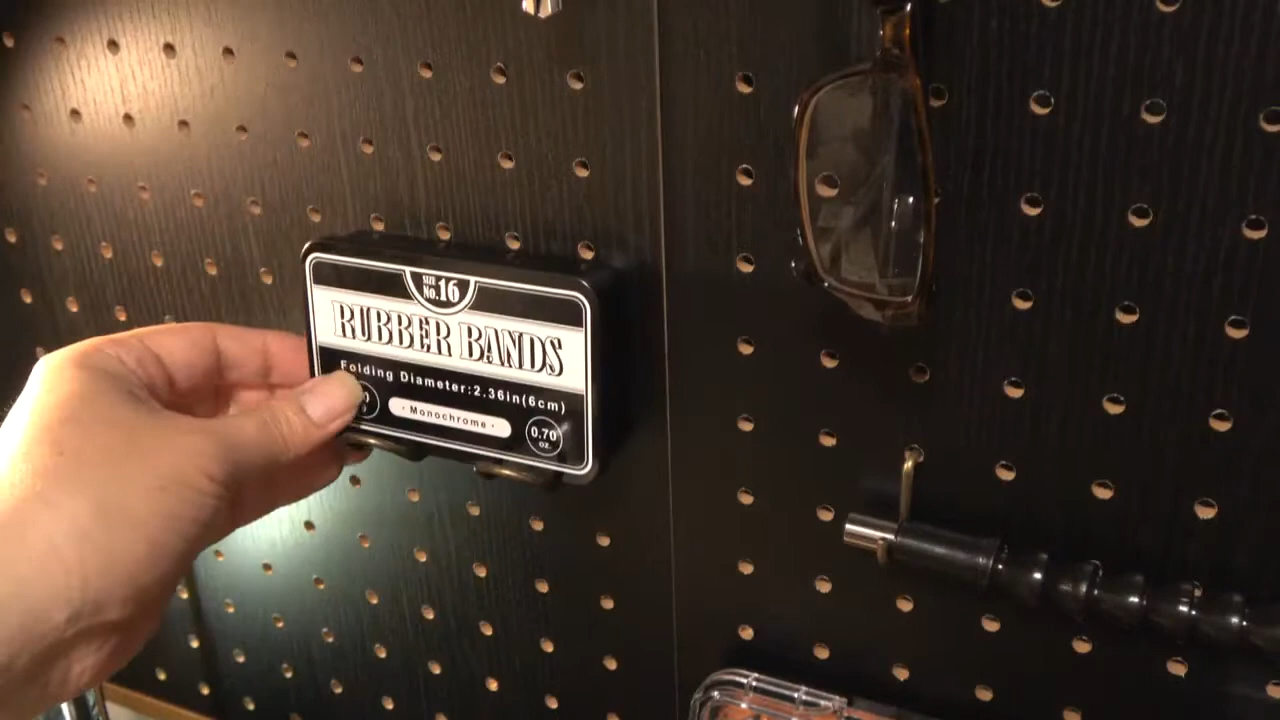 SIZE
No.16
RUBBER BANDS
Folding Diameter:2.36in(6cm)
· Monochrome ·
0.70
oz.